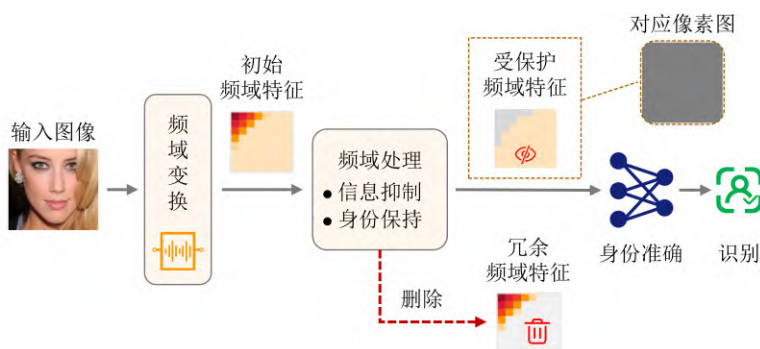 输入图像
频
域
变
换
初始
频域特征
频域处理
● 信息抑制
● 身份保持
删除
冗余
频域特征
受保护
频域特征
对应像素图
身份准确
识别